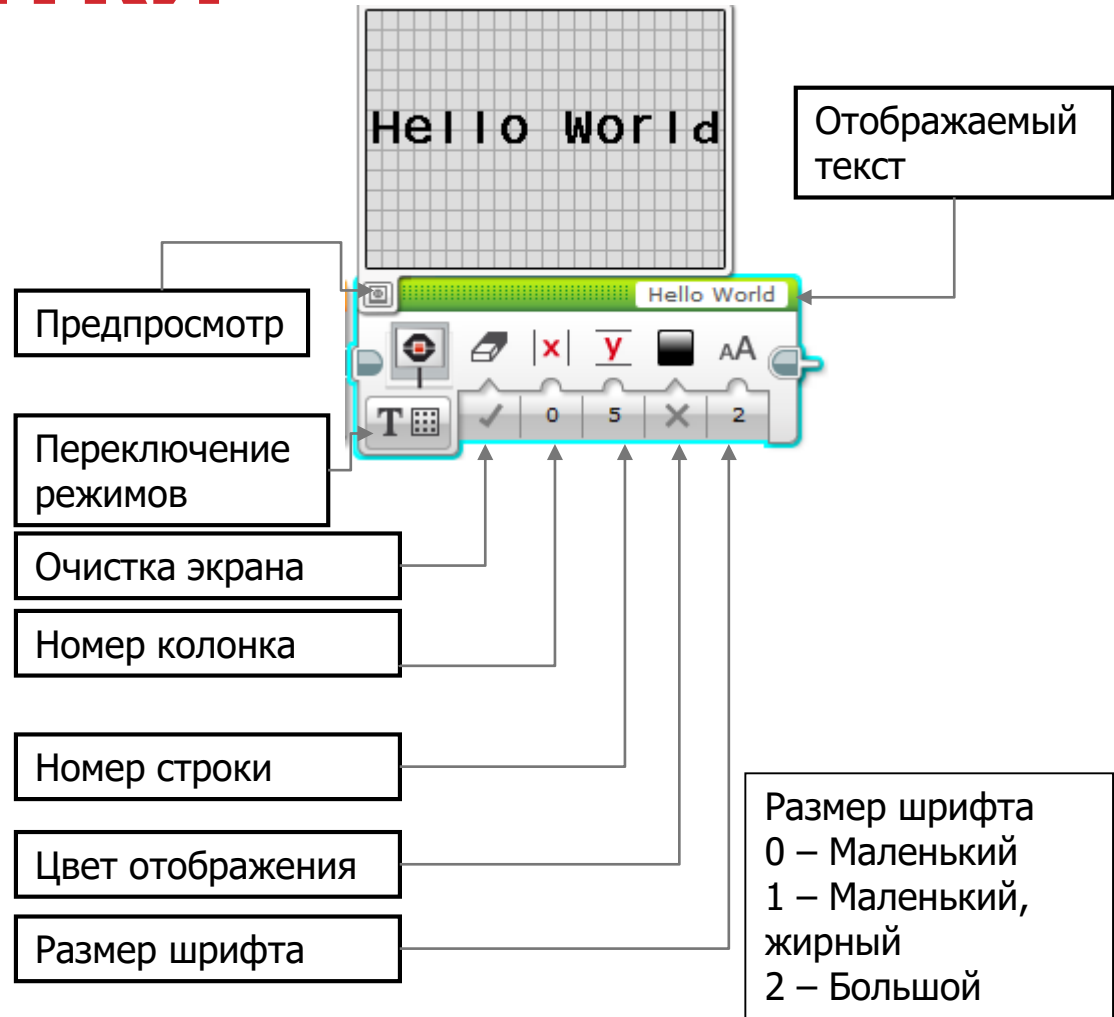 Hello World
Отображаемый
текст
Hello World
Предпросмотр
x y AA
T 0 5 2
Переключение
режимов
Очистка экрана
Номер колонка
Номер строки
Цвет отображения
Размер шрифта
Размер шрифта
0 – Маленький
1 – Маленький,
жирный
2 – Большой